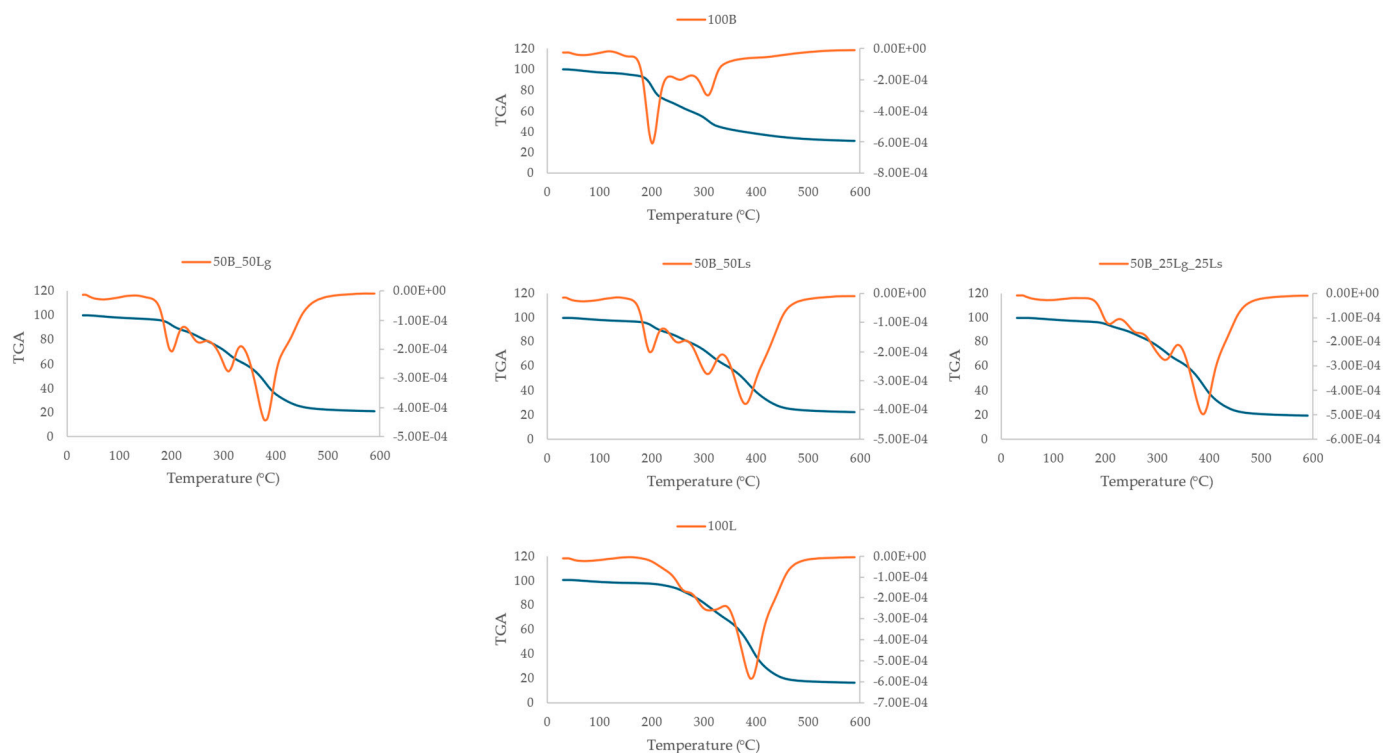 100B
120
100
80
60
40
20
0
TGA
0.00E+00
-2.00E-04
-4.00E-04
-6.00E-04
-8.00E-04
0 100 200 300 400 500 600
Temperature (°C)
50B_50Lg
120
100
80
60
40
20
0
TGA
0.00E+00
-1.00E-04
-2.00E-04
-3.00E-04
-4.00E-04
-5.00E-04
0 100 200 300 400 500 600
Temperature (°C)
50B_50Ls
120
100
80
60
40
20
0
TGA
0.00E+00
-1.00E-04
-2.00E-04
-3.00E-04
-4.00E-04
-5.00E-04
0 100 200 300 400 500 600
Temperature (°C)
50B_25Lg_25Ls
120
100
80
60
40
20
0
TGA
0.00E+00
-1.00E-04
-2.00E-04
-3.00E-04
-4.00E-04
-5.00E-04
-6.00E-04
0 100 200 300 400 500 600
Temperature (°C)
100L
120
100
80
60
40
20
0
TGA
0.00E+00
-1.00E-04
-2.00E-04
-3.00E-04
-4.00E-04
-5.00E-04
-6.00E-04
-7.00E-04
0 100 200 300 400 500 600
Temperature (°C)